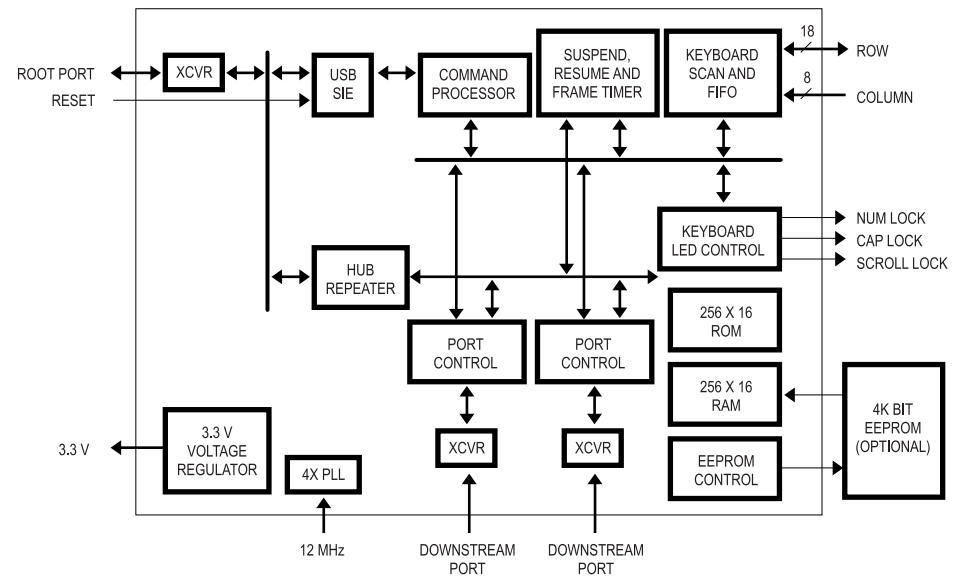 ROOT PORT
RESET
XCVR
USB
SIE
COMMAND
PROCESSOR
SUSPEND,
RESUME AND
FRAME TIMER
KEYBOARD
SCAN AND
FIFO
18
ROW
8
COLUMN
KEYBOARD
LED CONTROL
NUM LOCK
CAP LOCK
SCROLL LOCK
HUB
REPEATER
PORT
CONTROL
PORT
CONTROL
256 X 16
ROM
256 X 16
RAM
EEPROM
CONTROL
4K BIT
EEPROM
(OPTIONAL)
3.3 V
3.3 V
VOLTAGE
REGULATOR
4X PLL
XCVR
XCVR
12 MHz
DOWNSTREAM
PORT
DOWNSTREAM
PORT